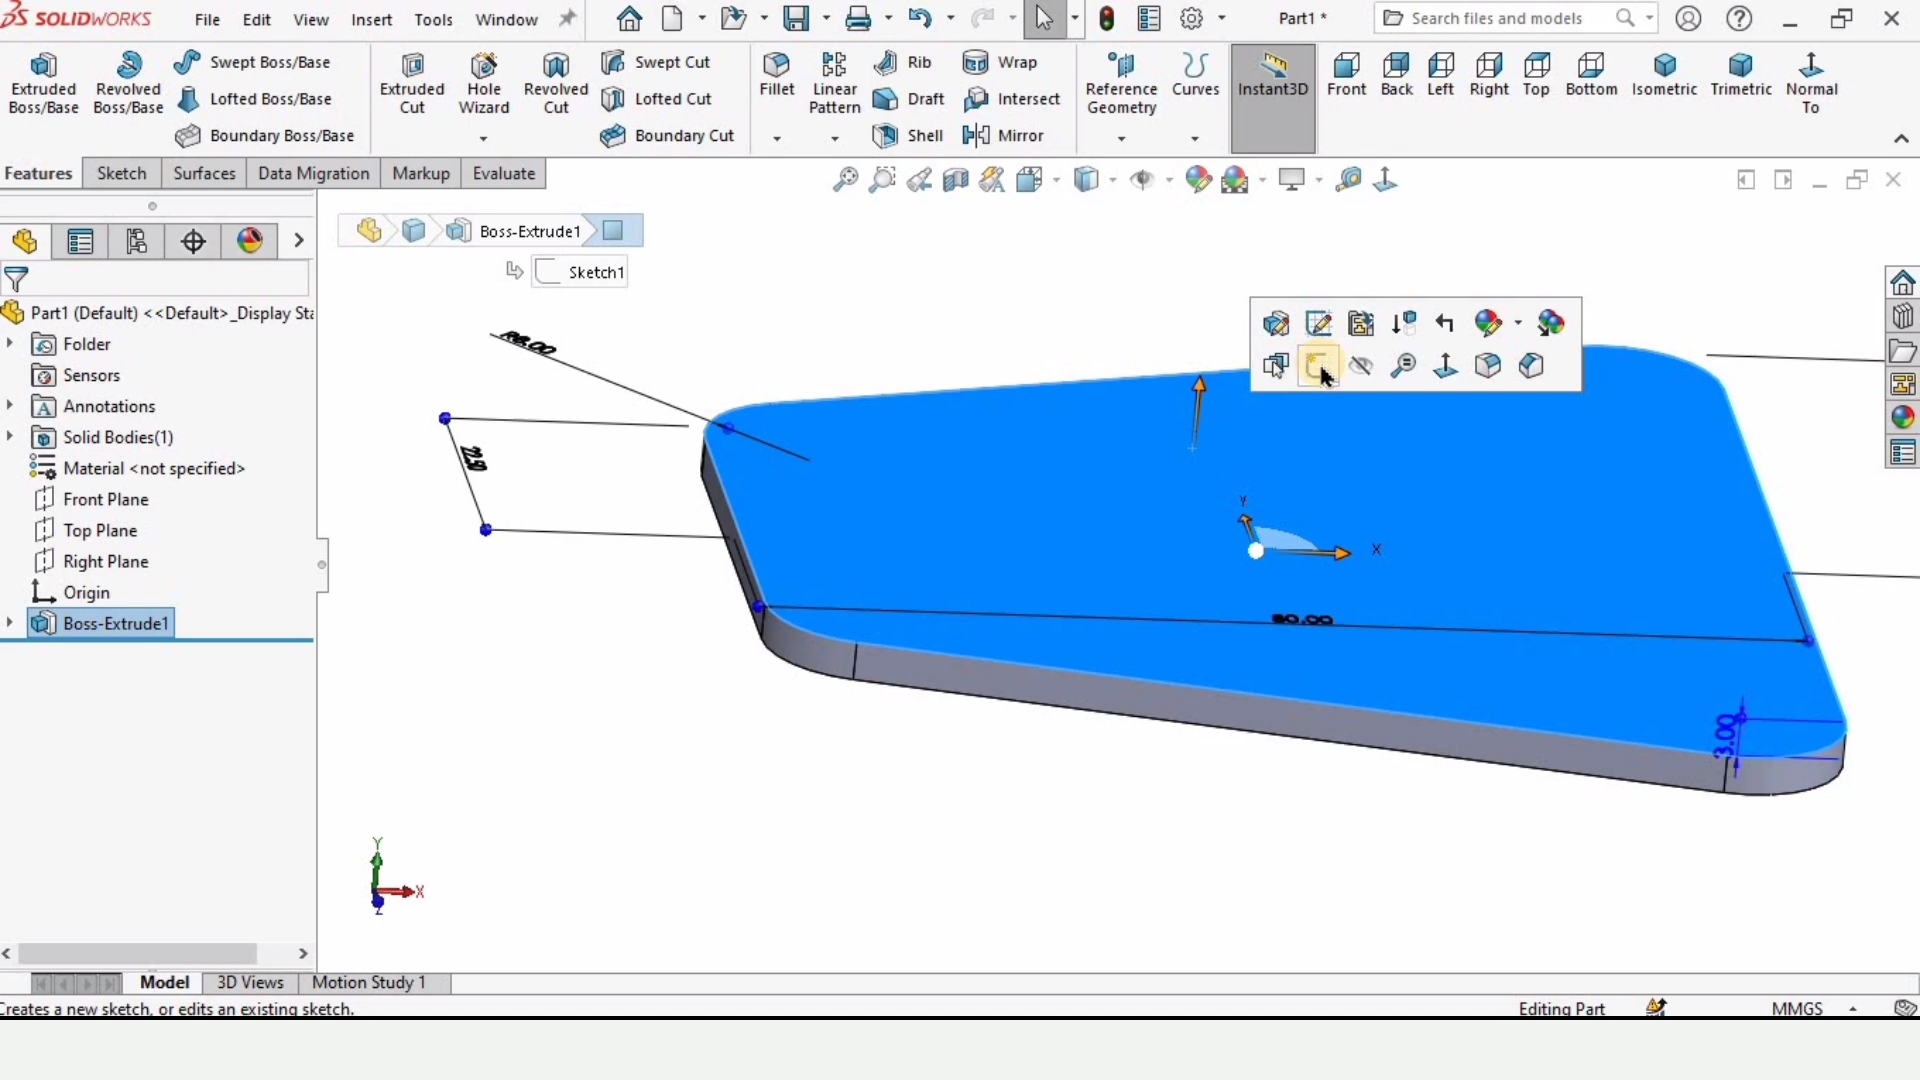 SOLIDWORKS File Edit View Insert Tools Window Part1 * Search files and models
Extruded Boss/Base
Revolved Boss/Base
Swept Boss/Base
Lofted Boss/Base
Boundary Boss/Base
Extruded Cut
Hole Wizard
Revolved Cut
Swept Cut
Lofted Cut
Boundary Cut
Fillet
Linear Pattern
Rib
Draft
Shell
Wrap
Intersect
Mirror
Reference Geometry
Curves
Instant3D
Front
Back
Left
Right
Top
Bottom
Isometric
Trimetric
Normal To
Features Sketch Surfaces Data Migration Markup Evaluate
Boss-Extrude1
Sketch1
Part1 (Default) <<Default>_Display Sta
Folder
Sensors
Annotations
Solid Bodies(1)
Material <not specified>
Front Plane
Top Plane
Right Plane
Origin
Boss-Extrude1
R8.00
22.50
Y
X
3.00
Y
X
Z
Model 3D Views Motion Study 1
Creates a new sketch, or edits an existing sketch. Editing Part MMGS